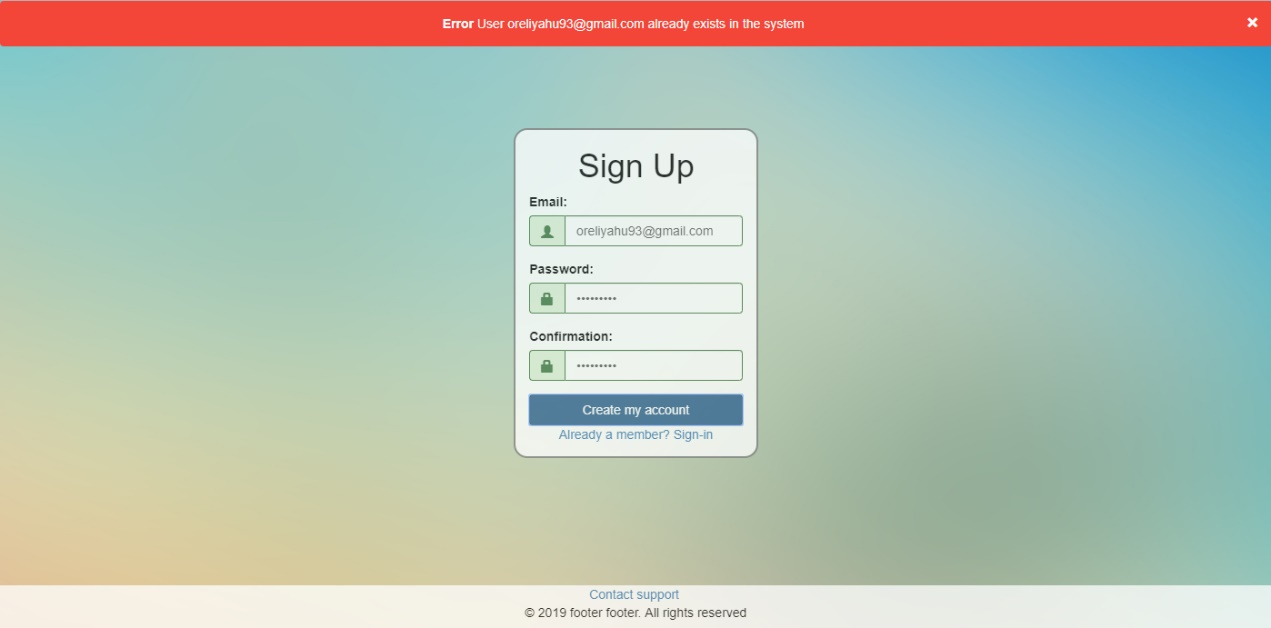 Error User oreliyahu93@gmail.com already exists in the system
Sign Up
Email:
oreliyahu93@gmail.com
Password:
•••••••••
Confirmation:
•••••••••
Create my account
Already a member? Sign-in
Contact support
© 2019 footer footer. All rights reserved